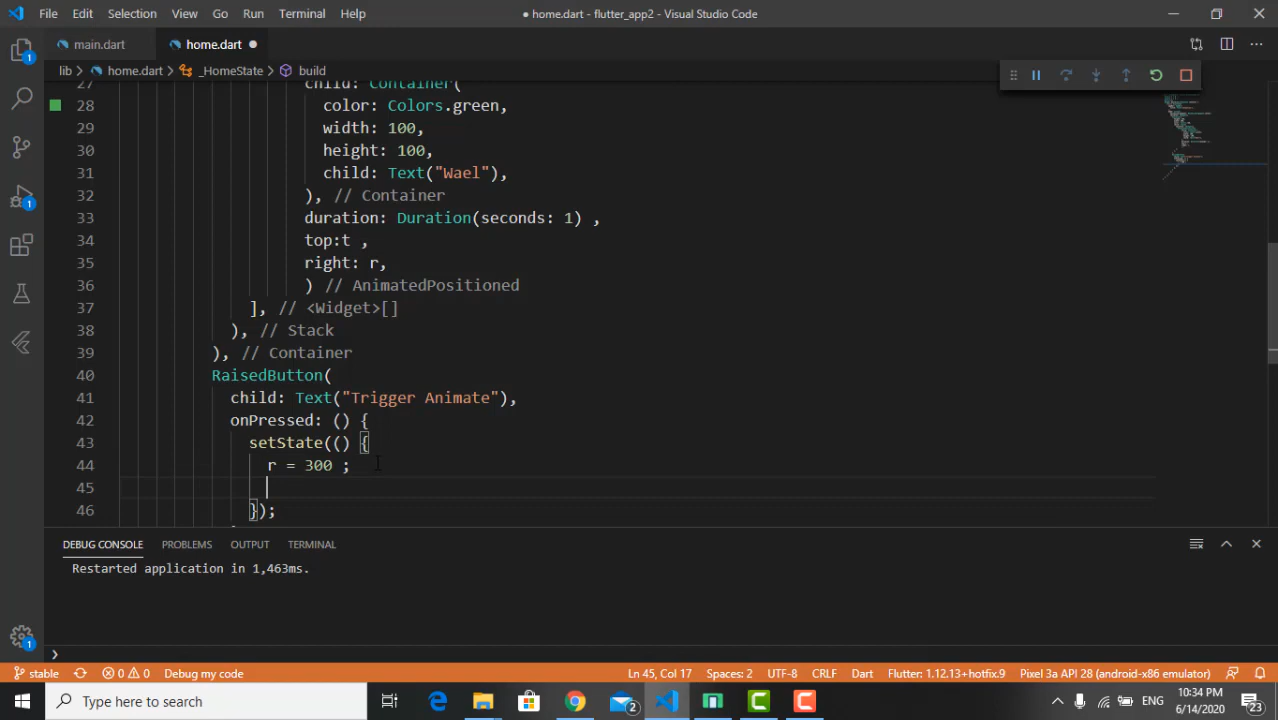 File Edit Selection View Go Run Terminal Help
● home.dart - flutter_app2 - Visual Studio Code
main.dart
home.dart ●
lib > home.dart > _HomeState > build
27 child: Container(
28 color: Colors.green,
29 width: 100,
30 height: 100,
31 child: Text("Wael"),
32 ), // Container
33 duration: Duration(seconds: 1) ,
34 top:t ,
35 right: r,
36 ) // AnimatedPositioned
37 ], // <Widget>[]
38 ), // Stack
39 ), // Container
40 RaisedButton(
41 child: Text("Trigger Animate"),
42 onPressed: () {
43 setState(() {
44 r = 300 ;
45
46 });
DEBUG CONSOLE PROBLEMS OUTPUT TERMINAL
Restarted application in 1,463ms.
stable 0 0 Debug my code Ln 45, Col 17 Spaces: 2 UTF-8 CRLF Dart Flutter: 1.12.13+hotfix.9 Pixel 3a API 28 (android-x86 emulator)
Type here to search
2
ENG
10:34 PM
6/14/2020
23
1
1
1